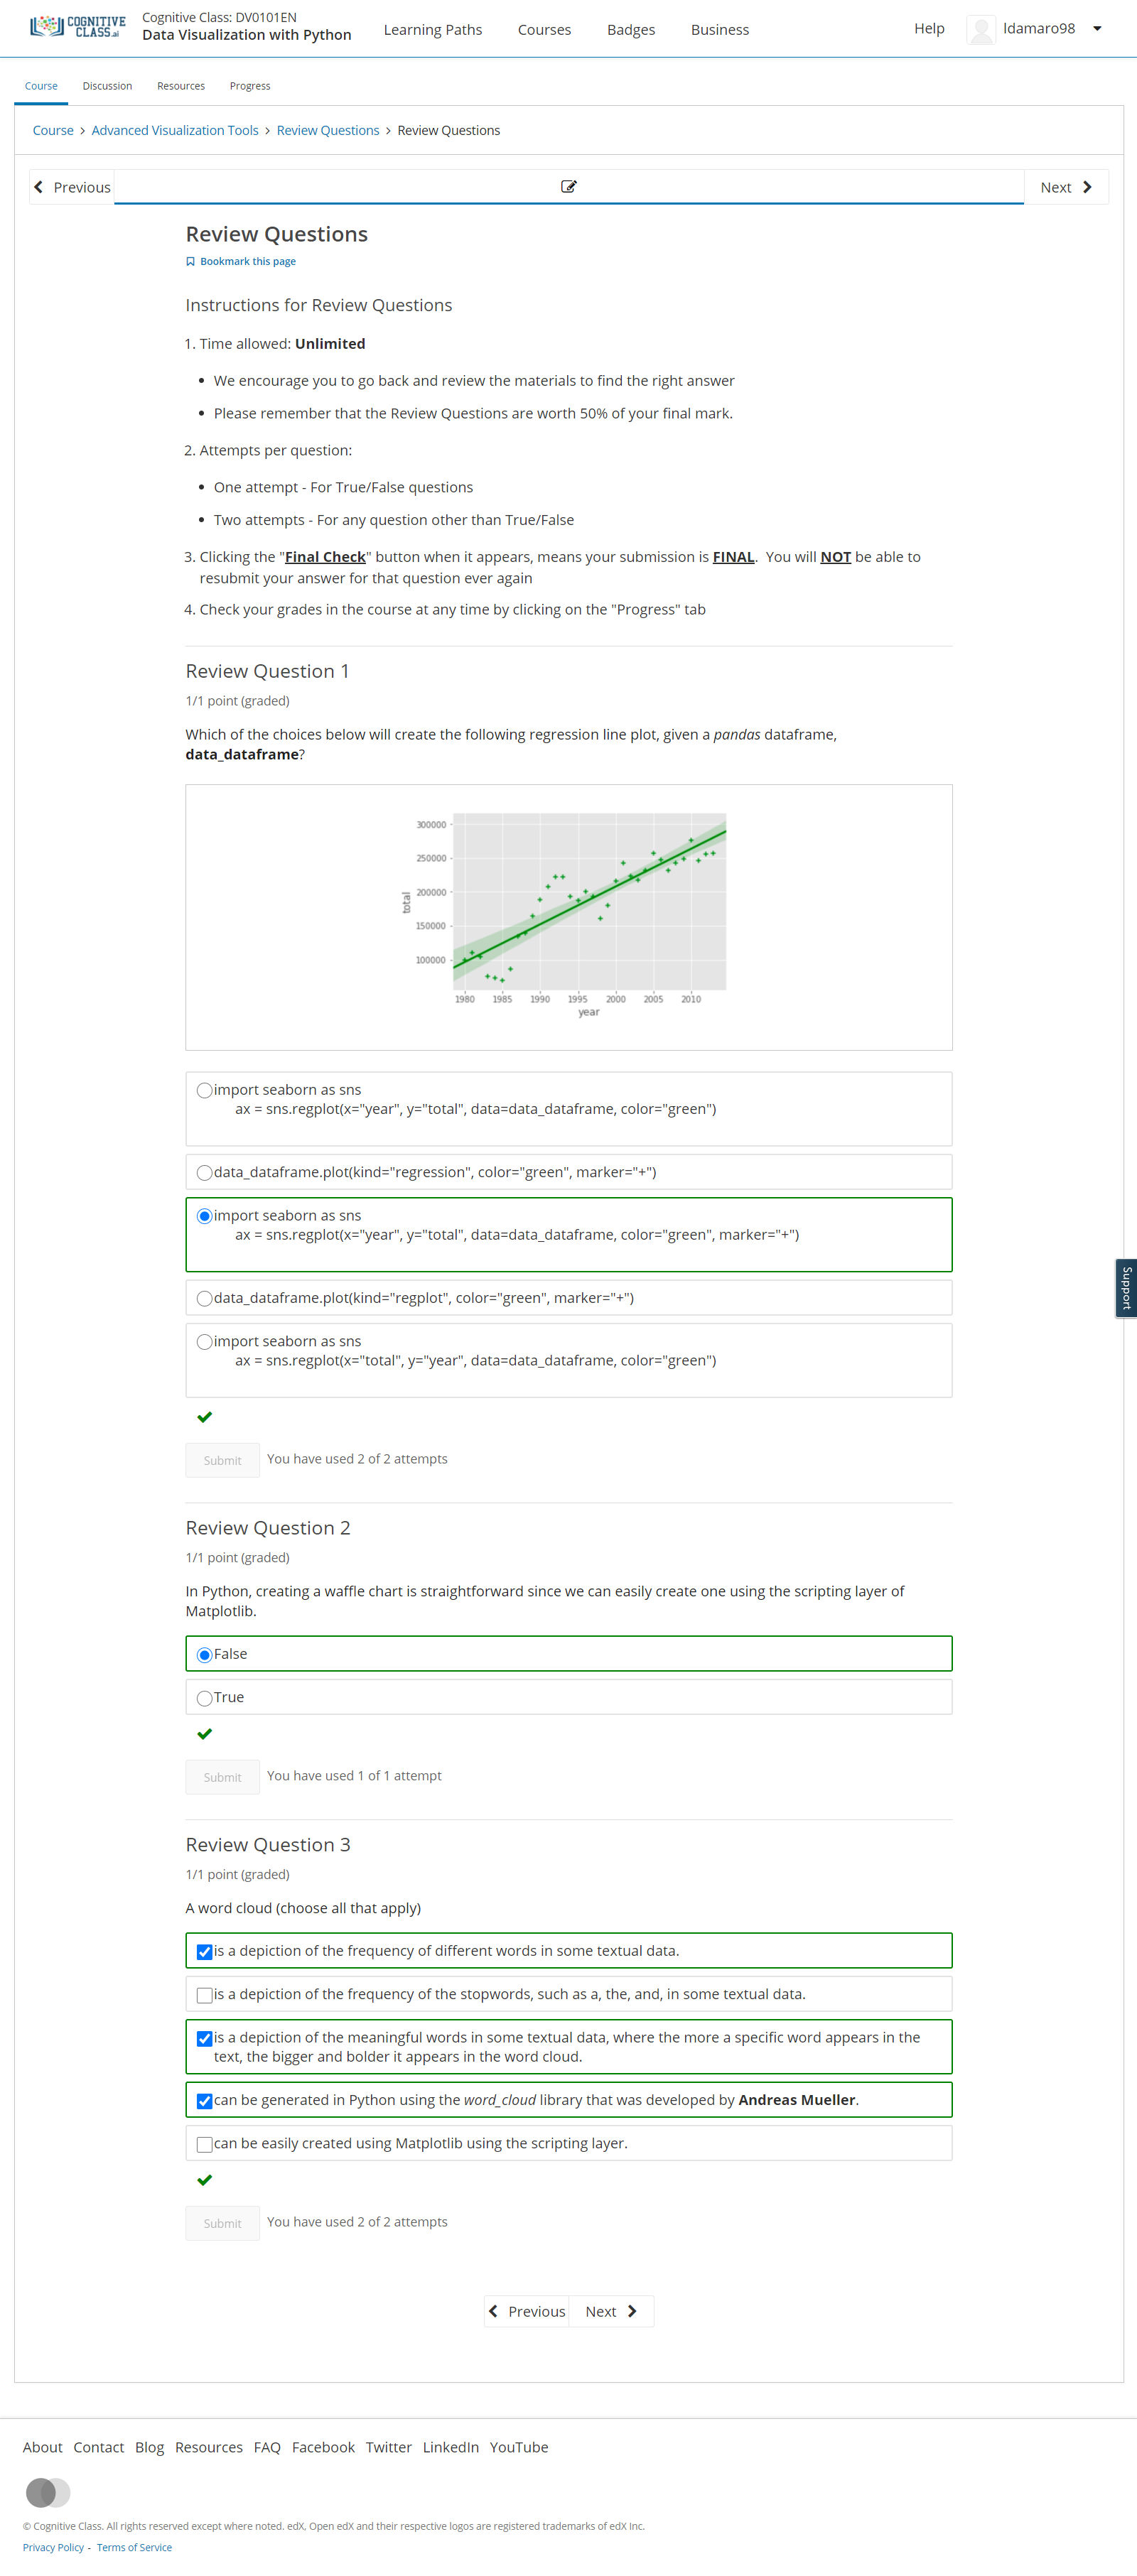 COGNITIVE
CLASS.ai
Cognitive Class: DV0101EN
Data Visualization with Python
Learning Paths
Courses
Badges
Business
Help
ldamaro98
Course
Discussion
Resources
Progress
Course > Advanced Visualization Tools > Review Questions > Review Questions
Previous
Next
Review Questions
Bookmark this page
Instructions for Review Questions
1. Time allowed: Unlimited
• We encourage you to go back and review the materials to find the right answer
• Please remember that the Review Questions are worth 50% of your final mark.
2. Attempts per question:
• One attempt - For True/False questions
• Two attempts - For any question other than True/False
3. Clicking the "Final Check" button when it appears, means your submission is FINAL.  You will NOT be able to
resubmit your answer for that question ever again
4. Check your grades in the course at any time by clicking on the "Progress" tab
Review Question 1
1/1 point (graded)
Which of the choices below will create the following regression line plot, given a pandas dataframe,
data_dataframe?
300000
250000
200000
150000
100000
total
1980 1985 1990 1995 2000 2005 2010
year
import seaborn as sns
ax = sns.regplot(x="year", y="total", data=data_dataframe, color="green")
data_dataframe.plot(kind="regression", color="green", marker="+")
import seaborn as sns
ax = sns.regplot(x="year", y="total", data=data_dataframe, color="green", marker="+")
data_dataframe.plot(kind="regplot", color="green", marker="+")
import seaborn as sns
ax = sns.regplot(x="total", y="year", data=data_dataframe, color="green")
Submit
You have used 2 of 2 attempts
Support
Review Question 2
1/1 point (graded)
In Python, creating a waffle chart is straightforward since we can easily create one using the scripting layer of
Matplotlib.
False
True
Submit
You have used 1 of 1 attempt
Review Question 3
1/1 point (graded)
A word cloud (choose all that apply)
is a depiction of the frequency of different words in some textual data.
is a depiction of the frequency of the stopwords, such as a, the, and, in some textual data.
is a depiction of the meaningful words in some textual data, where the more a specific word appears in the
text, the bigger and bolder it appears in the word cloud.
can be generated in Python using the word_cloud library that was developed by Andreas Mueller.
can be easily created using Matplotlib using the scripting layer.
Submit
You have used 2 of 2 attempts
Previous
Next
About Contact Blog Resources FAQ Facebook Twitter LinkedIn YouTube
© Cognitive Class. All rights reserved except where noted. edX, Open edX and their respective logos are registered trademarks of edX Inc.
Privacy Policy - Terms of Service